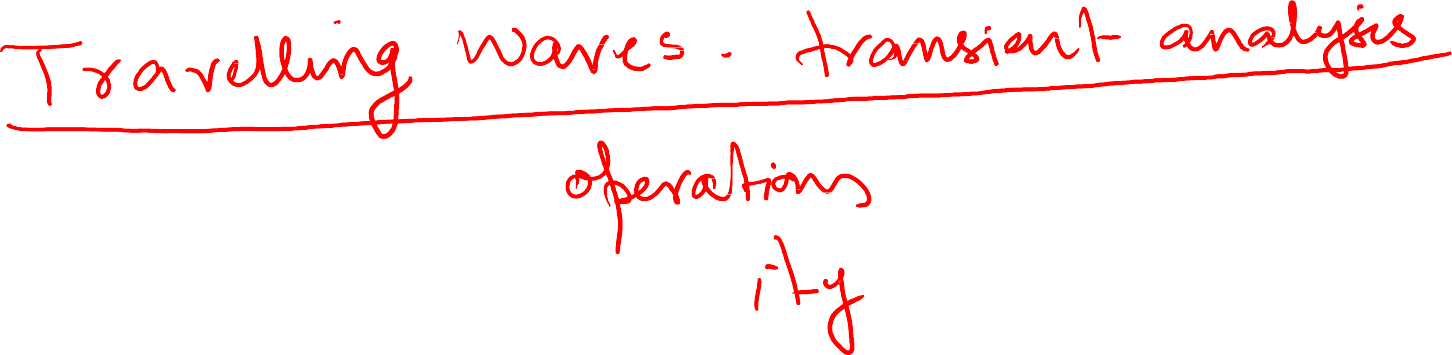 Travelling waves - transient analysis
operations
ity